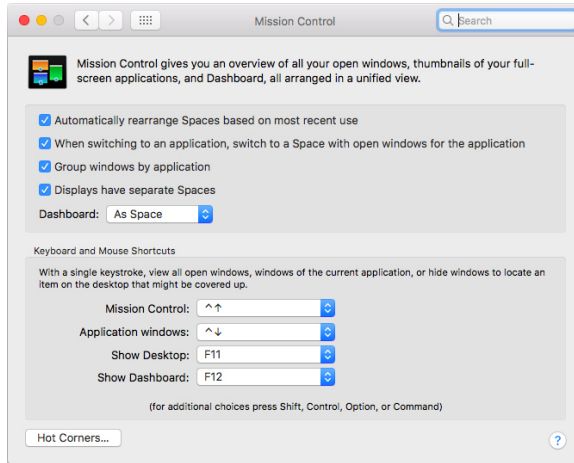 Mission Control
Search
Mission Control gives you an overview of all your open windows, thumbnails of your full-
screen applications, and Dashboard, all arranged in a unified view.
Automatically rearrange Spaces based on most recent use
When switching to an application, switch to a Space with open windows for the application
Group windows by application
Displays have separate Spaces
Dashboard: As Space
Keyboard and Mouse Shortcuts
With a single keystroke, view all open windows, windows of the current application, or hide windows to locate an
item on the desktop that might be covered up.
Mission Control: ^↑
Application windows: ^↓
Show Desktop: F11
Show Dashboard: F12
(for additional choices press Shift, Control, Option, or Command)
Hot Corners... ?